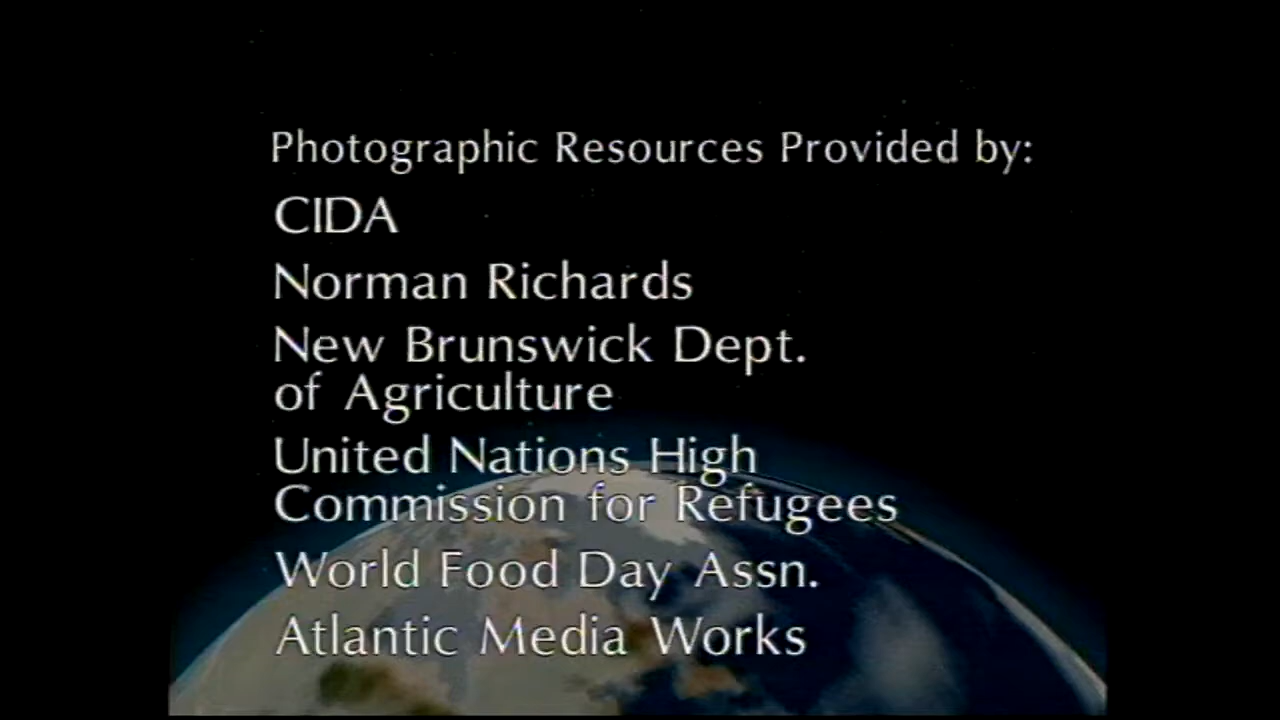 Photographic Resources Provided by:
CIDA
Norman Richards
New Brunswick Dept.
of Agriculture
United Nations High
Commission for Refugees
World Food Day Assn.
Atlantic Media Works